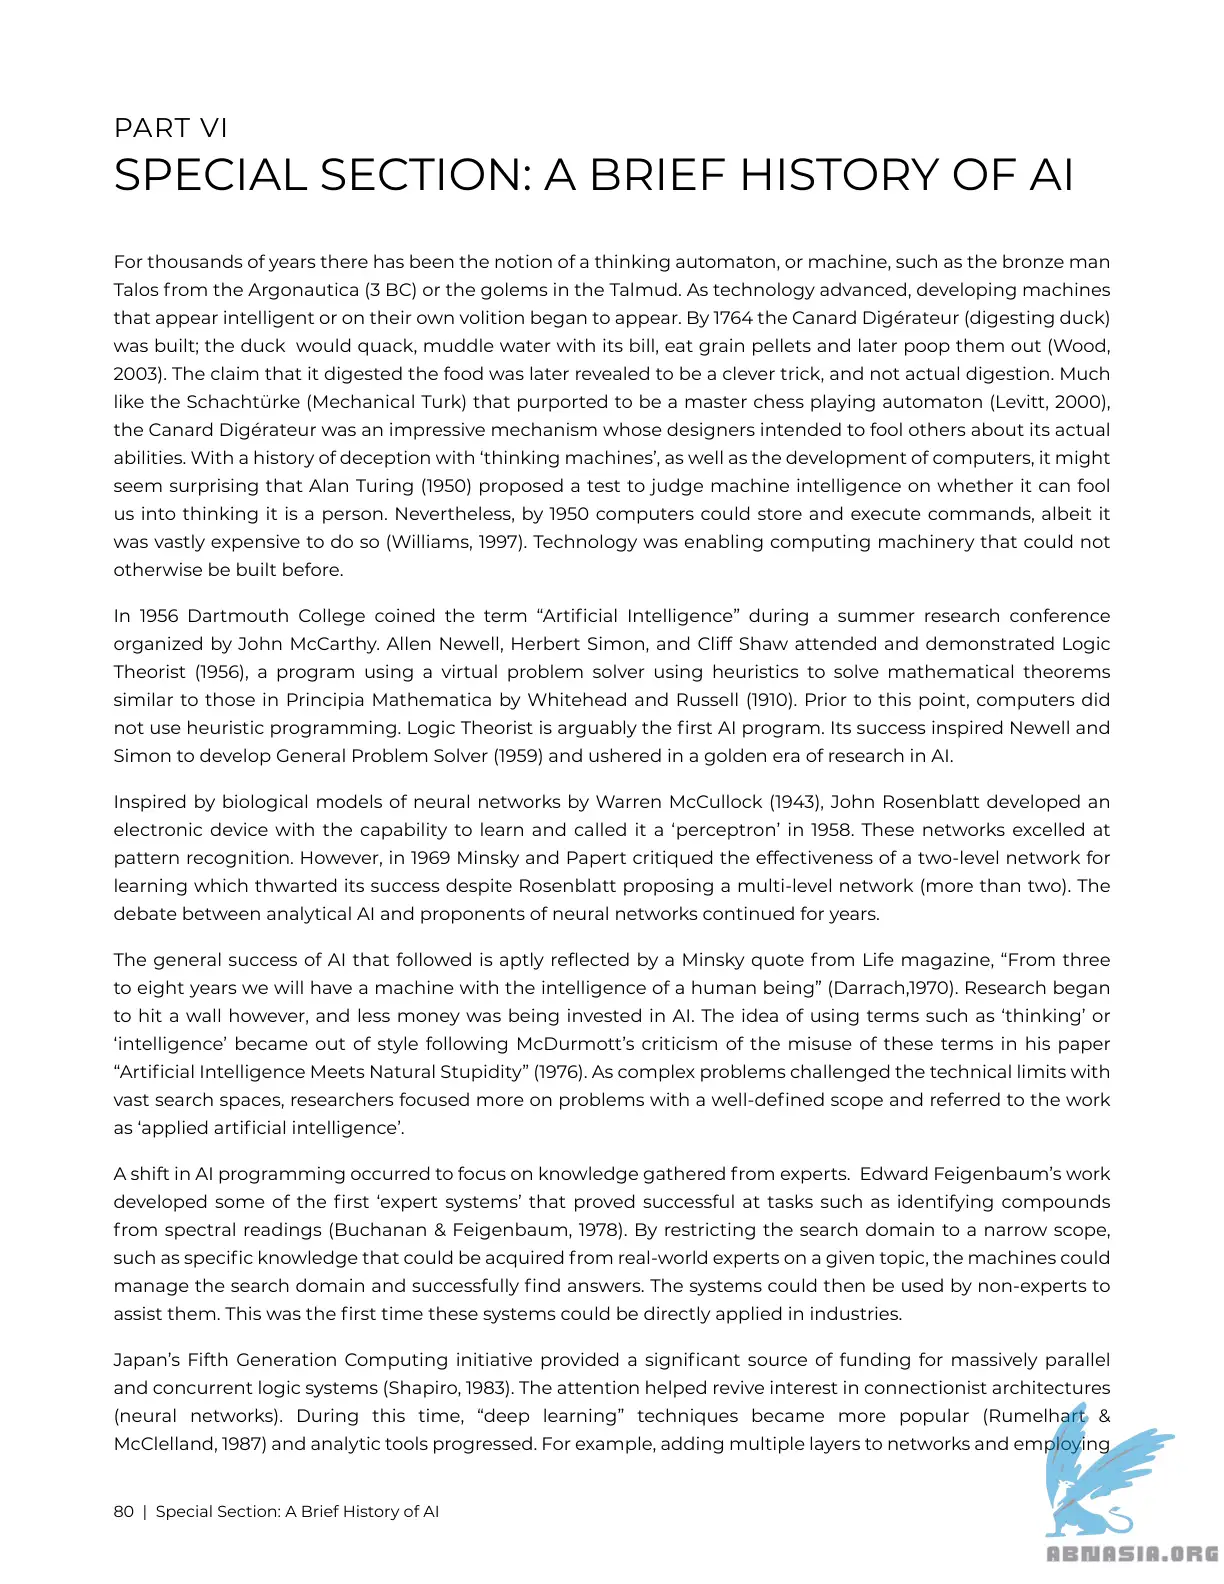 PART VI
SPECIAL SECTION: A BRIEF HISTORY OF AI
For thousands of years there has been the notion of a thinking automaton, or machine, such as the bronze man
Talos from the Argonautica (3 BC) or the golems in the Talmud. As technology advanced, developing machines
that appear intelligent or on their own volition began to appear. By 1764 the Canard Digérateur (digesting duck)
was built; the duck  would quack, muddle water with its bill, eat grain pellets and later poop them out (Wood,
2003). The claim that it digested the food was later revealed to be a clever trick, and not actual digestion. Much
like the Schachtürke (Mechanical Turk) that purported to be a master chess playing automaton (Levitt, 2000),
the Canard Digérateur was an impressive mechanism whose designers intended to fool others about its actual
abilities. With a history of deception with ‘thinking machines’, as well as the development of computers, it might
seem surprising that Alan Turing (1950) proposed a test to judge machine intelligence on whether it can fool
us into thinking it is a person. Nevertheless, by 1950 computers could store and execute commands, albeit it
was vastly expensive to do so (Williams, 1997). Technology was enabling computing machinery that could not
otherwise be built before.
In 1956 Dartmouth College coined the term “Artificial Intelligence” during a summer research conference
organized by John McCarthy. Allen Newell, Herbert Simon, and Cliff Shaw attended and demonstrated Logic
Theorist (1956), a program using a virtual problem solver using heuristics to solve mathematical theorems
similar to those in Principia Mathematica by Whitehead and Russell (1910). Prior to this point, computers did
not use heuristic programming. Logic Theorist is arguably the first AI program. Its success inspired Newell and
Simon to develop General Problem Solver (1959) and ushered in a golden era of research in AI.
Inspired by biological models of neural networks by Warren McCullock (1943), John Rosenblatt developed an
electronic device with the capability to learn and called it a ‘perceptron’ in 1958. These networks excelled at
pattern recognition. However, in 1969 Minsky and Papert critiqued the effectiveness of a two-level network for
learning which thwarted its success despite Rosenblatt proposing a multi-level network (more than two). The
debate between analytical AI and proponents of neural networks continued for years.
The general success of AI that followed is aptly reflected by a Minsky quote from Life magazine, “From three
to eight years we will have a machine with the intelligence of a human being” (Darrach,1970). Research began
to hit a wall however, and less money was being invested in AI. The idea of using terms such as ‘thinking’ or
‘intelligence’ became out of style following McDurmott’s criticism of the misuse of these terms in his paper
“Artificial Intelligence Meets Natural Stupidity” (1976). As complex problems challenged the technical limits with
vast search spaces, researchers focused more on problems with a well-defined scope and referred to the work
as ‘applied artificial intelligence’.
A shift in AI programming occurred to focus on knowledge gathered from experts.  Edward Feigenbaum’s work
developed some of the first ‘expert systems’ that proved successful at tasks such as identifying compounds
from spectral readings (Buchanan & Feigenbaum, 1978). By restricting the search domain to a narrow scope,
such as specific knowledge that could be acquired from real-world experts on a given topic, the machines could
manage the search domain and successfully find answers. The systems could then be used by non-experts to
assist them. This was the first time these systems could be directly applied in industries.
Japan’s Fifth Generation Computing initiative provided a significant source of funding for massively parallel
and concurrent logic systems (Shapiro, 1983). The attention helped revive interest in connectionist architectures
(neural networks). During this time, “deep learning” techniques became more popular (Rumelhart &
McClelland, 1987) and analytic tools progressed. For example, adding multiple layers to networks and employing
80 | Special Section: A Brief History of AI
ABNASIA.ORG